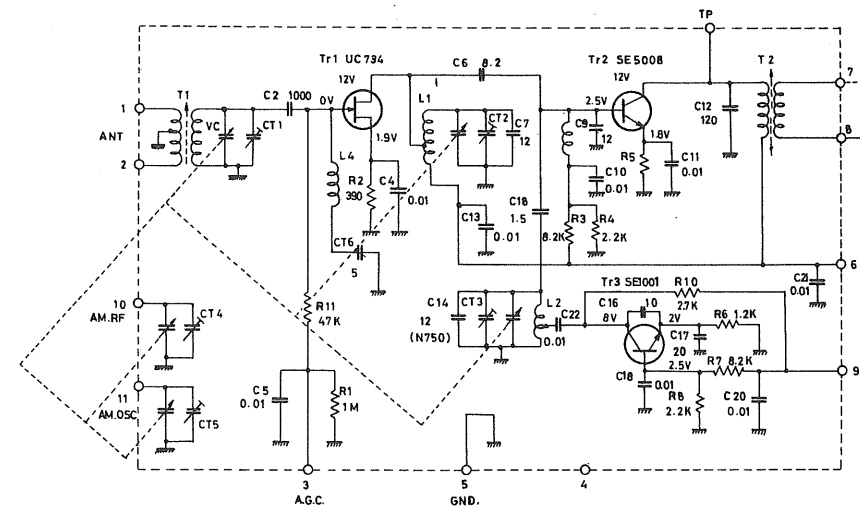 TP
Tr1 UC734
12V
C6
8.2
Tr2 SE5008
12V
T2
7
T1
C2
1000
0V
L1
2.5V
1
ANT
2
VC
CT1
1.9V
CT2
C7
12
C9
12
1.8V
C12
120
8
L4
R2
390
C4
0.01
C10
0.01
R5
C11
0.01
C13
0.01
C18
1.5
R3
8.2K
R4
2.2K
CT6
5
6
C21
0.01
10
AM.RF
CT4
R11
47K
C14
12
(N750)
CT3
L2
C22
0.01
Tr3 SE1001
C16
10
8V
2V
R10
2.7K
R6 1.2K
C17
20
9
11
AM.OSC
CT5
C5
0.01
R1
1M
2.5V
R7 8.2K
C18
0.01
R8
2.2K
C20
0.01
3
A.G.C.
5
GND.
4